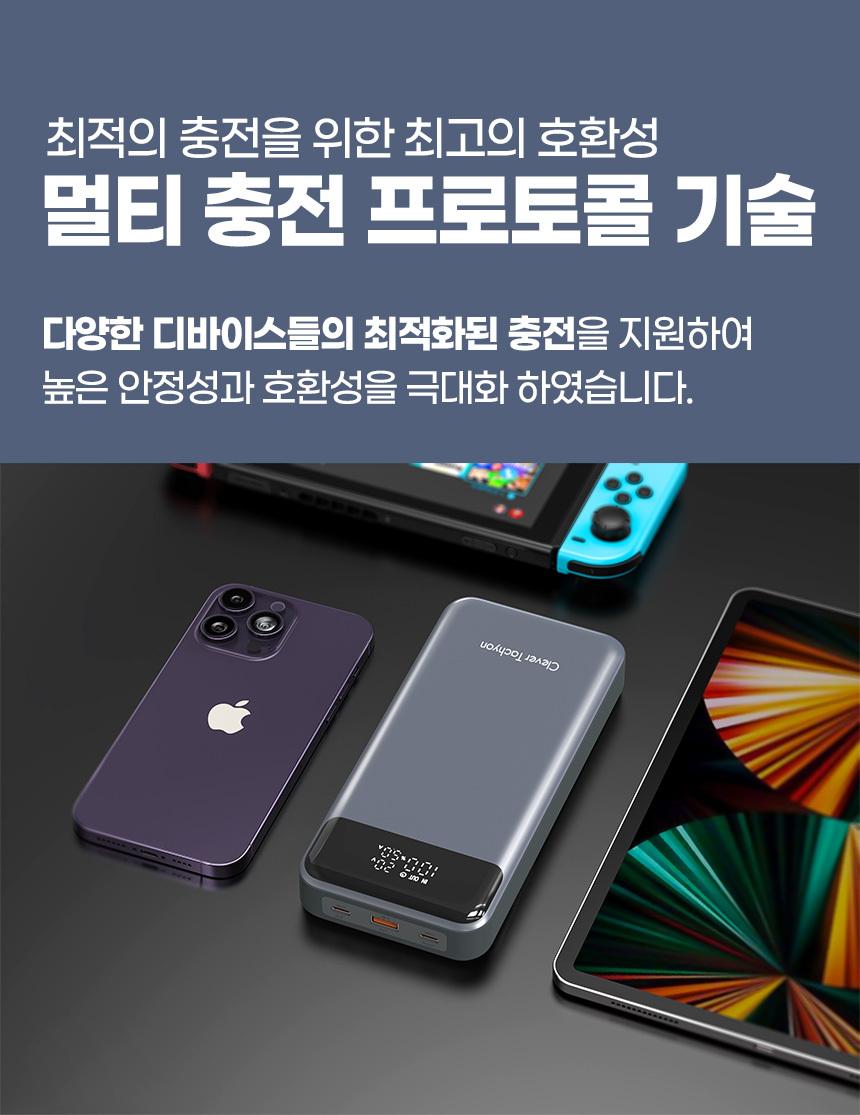 최적의 충전을 위한 최고의 호환성
멀티 충전 프로토콜 기술
다양한 디바이스들의 최적화된 충전을 지원하여
높은 안정성과 호환성을 극대화 하였습니다.
Clever Tachyon
IN OUT